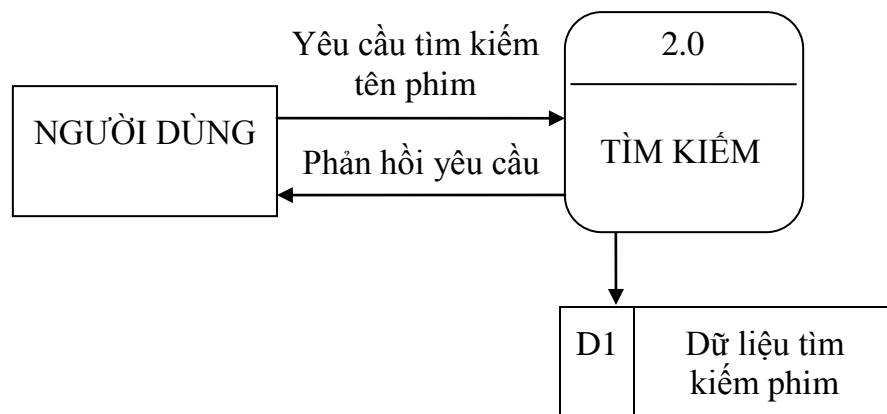 Yêu cầu tìm kiếm
tên phim
2.0
NGƯỜI DÙNG
TÌM KIẾM
Phản hồi yêu cầu
D1
Dữ liệu tìm
kiếm phim